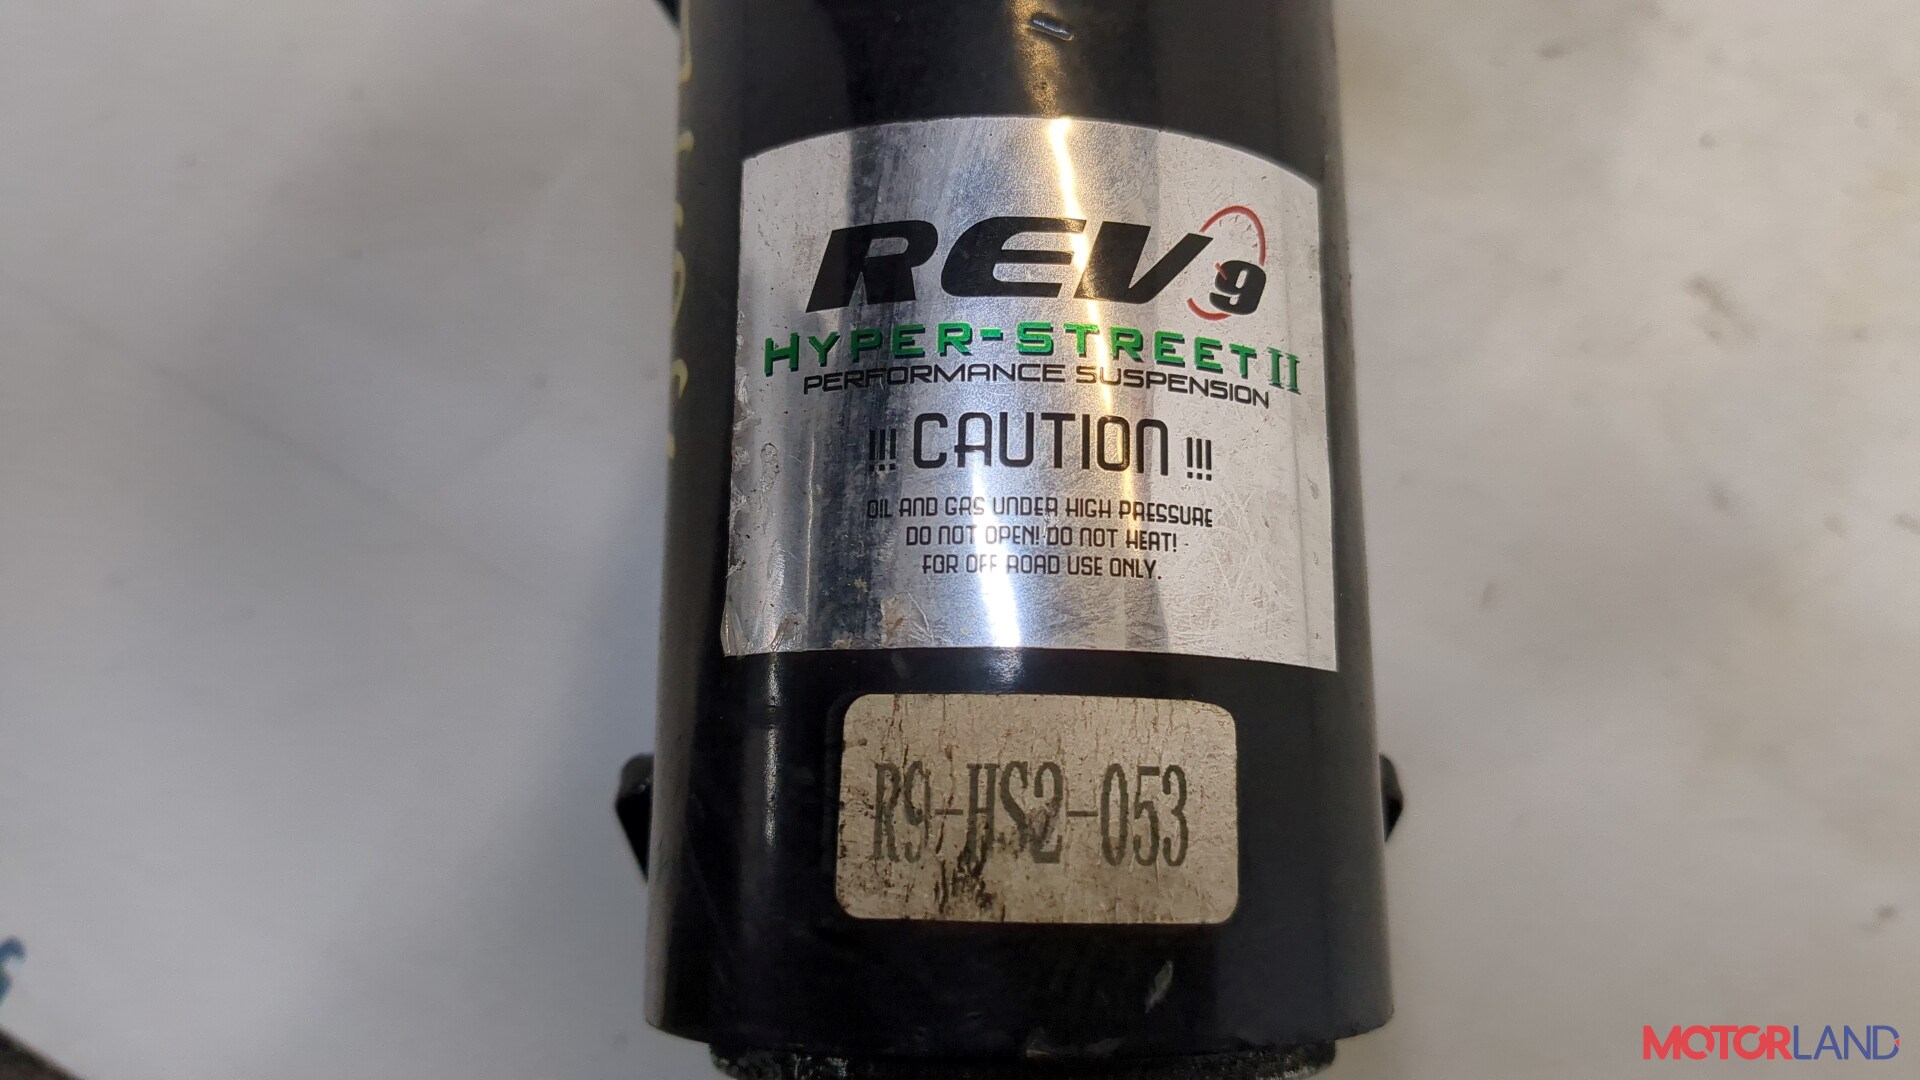 REV9
HYPER-STREET II
PERFORMANCE SUSPENSION
!!! CAUTION !!!
OIL AND GAS UNDER HIGH PRESSURE
DO NOT OPEN! DO NOT HEAT!
FOR OFF ROAD USE ONLY.
R9-HS2-053
MOTORLAND